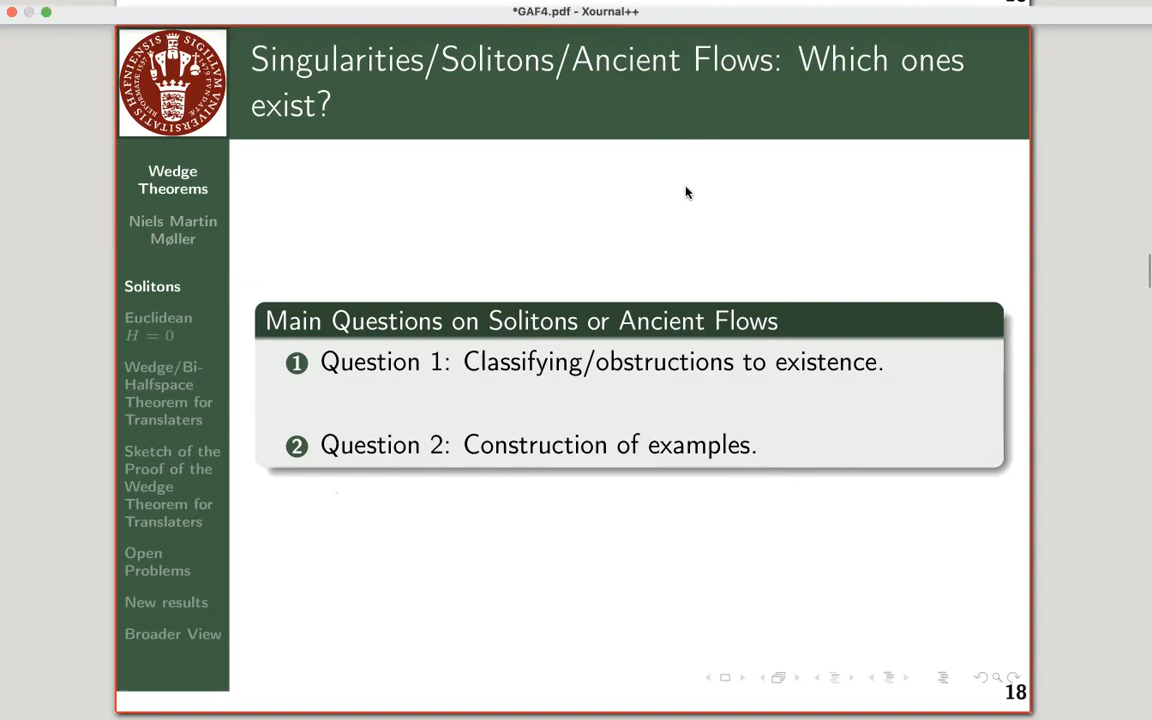 *GAF4.pdf - Xournal++
Singularities/Solitons/Ancient Flows: Which ones
exist?
Wedge
Theorems
Niels Martin
Møller
Solitons
Euclidean
H = 0
Wedge/Bi-
Halfspace
Theorem for
Translaters
Sketch of the
Proof of the
Wedge
Theorem for
Translaters
Open
Problems
New results
Broader View
Main Questions on Solitons or Ancient Flows
1 Question 1: Classifying/obstructions to existence.
2 Question 2: Construction of examples.
18